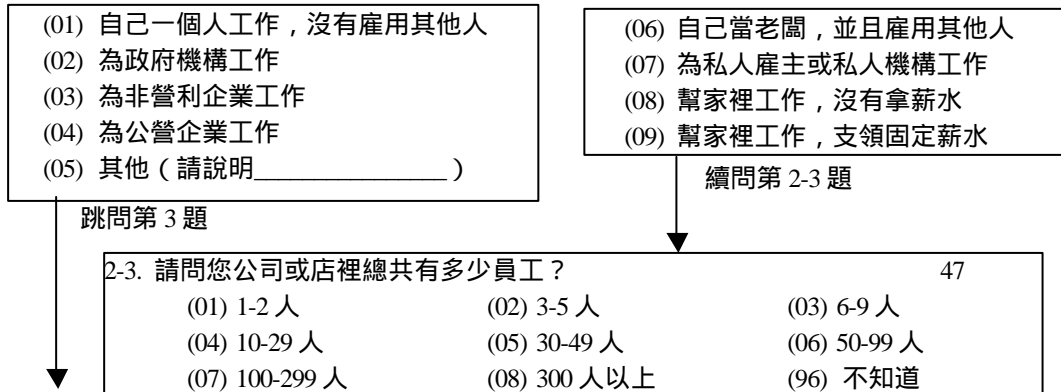 (01) 自己一個人工作，沒有雇用其他人
(02) 為政府機構工作
(03) 為非營利企業工作
(04) 為公營企業工作
(05) 其他（請說明________________）
跳問第 3 題
(06) 自己當老闆，並且雇用其他人
(07) 為私人雇主或私人機構工作
(08) 幫家裡工作，沒有拿薪水
(09) 幫家裡工作，支領固定薪水
續問第 2-3 題
2-3. 請問您公司或店裡總共有多少員工？ 47
(01) 1-2 人 (02) 3-5 人 (03) 6-9 人
(04) 10-29 人 (05) 30-49 人 (06) 50-99 人
(07) 100-299 人 (08) 300 人以上 (96) 不知道